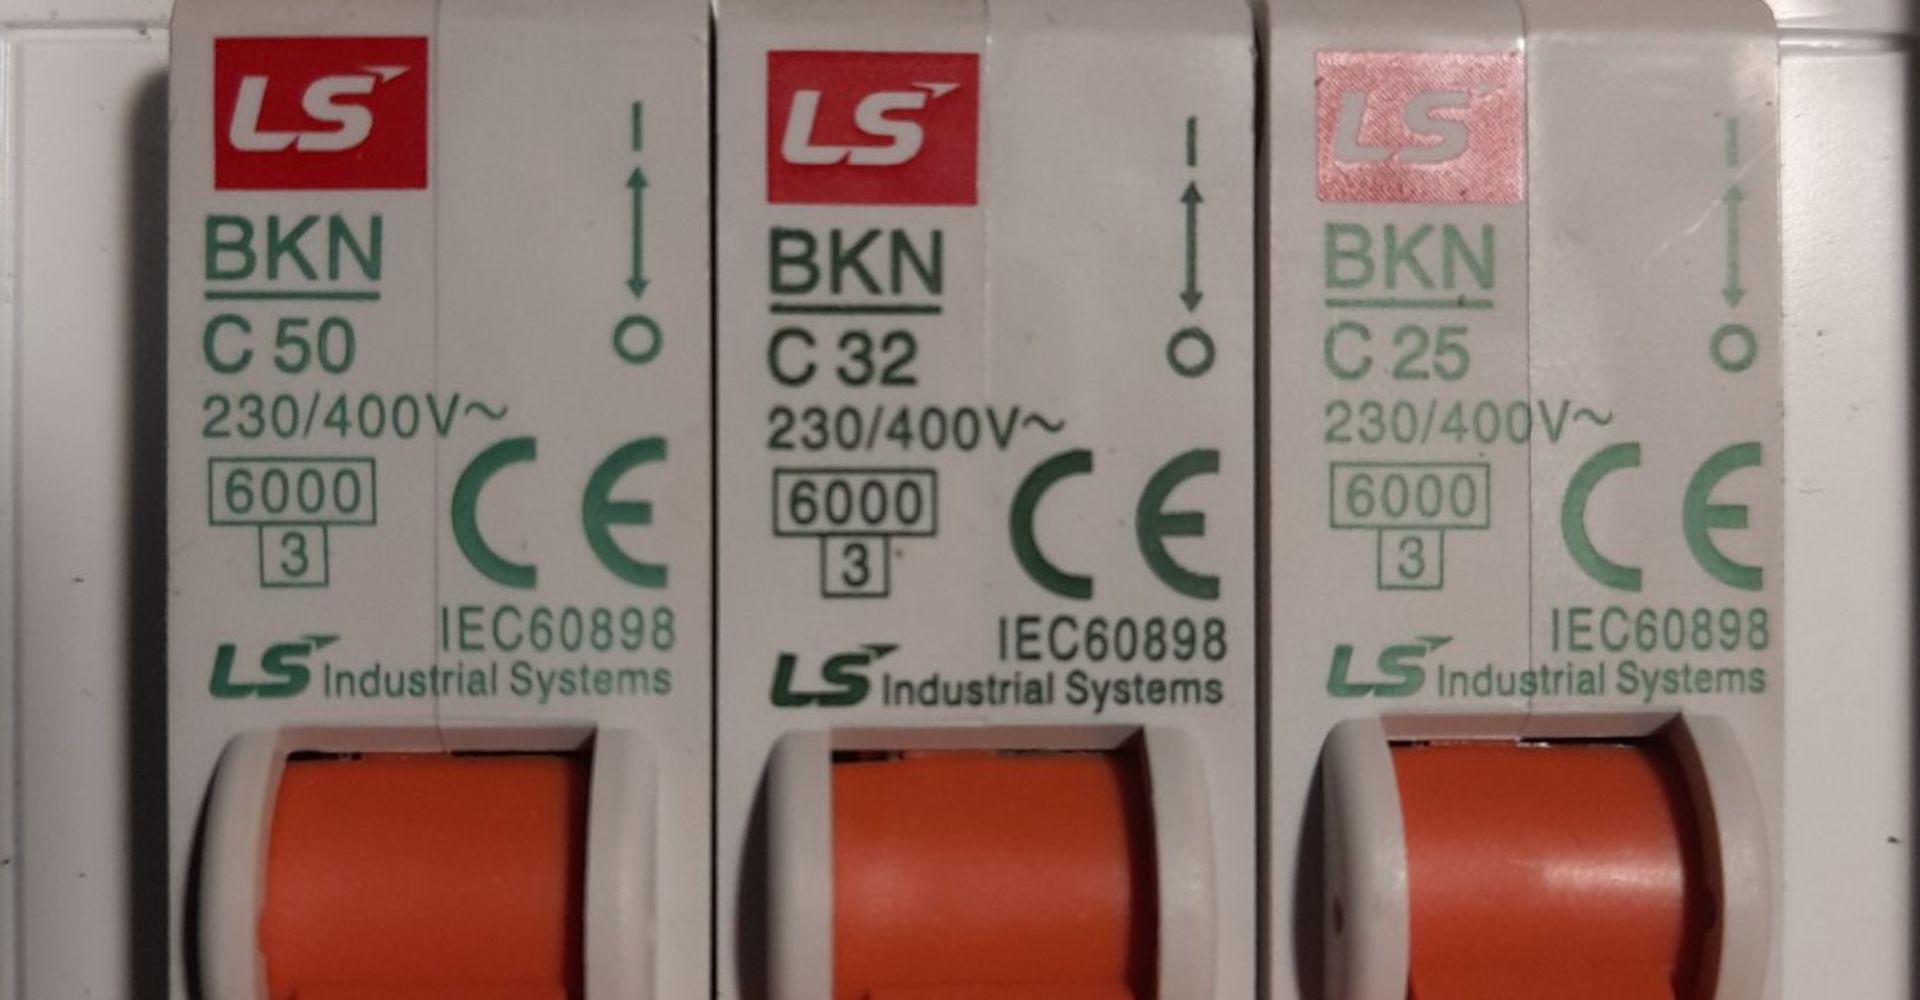 LS
BKN
C 50
230/400V~
6000
3
CE
IEC60898
LS Industrial Systems
I
O
LS
BKN
C 32
230/400V~
6000
3
CE
IEC60898
LS Industrial Systems
I
O
LS
BKN
C 25
230/400V~
6000
3
CE
IEC60898
LS Industrial Systems
I
O